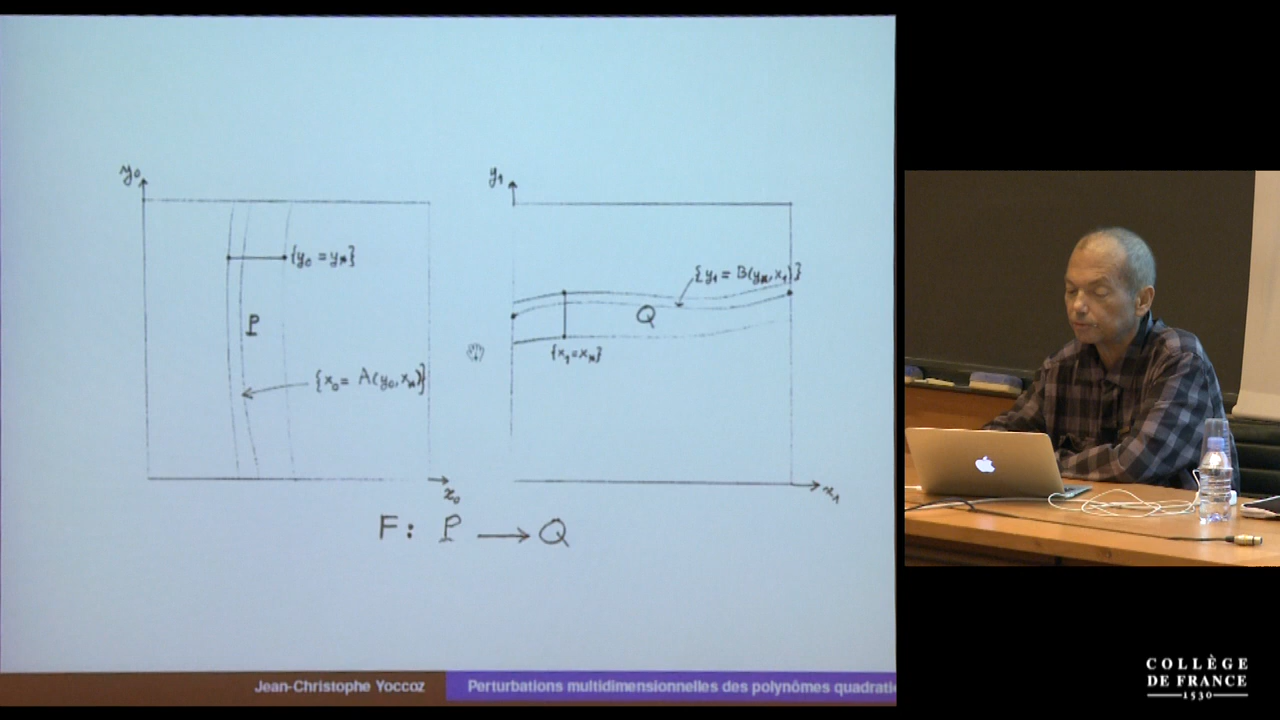 y₀
y₁
{y₀ = y*}
{y₁ = B(y*, x₁)}
P
Q
{x₁ = x*}
{x₀ = A(y₀, x*)}
x₀
x₁
F: P → Q
Jean-Christophe Yoccoz
Perturbations multidimensionnelles des polynômes quadrati
COLLÈGE
DE FRANCE
1530